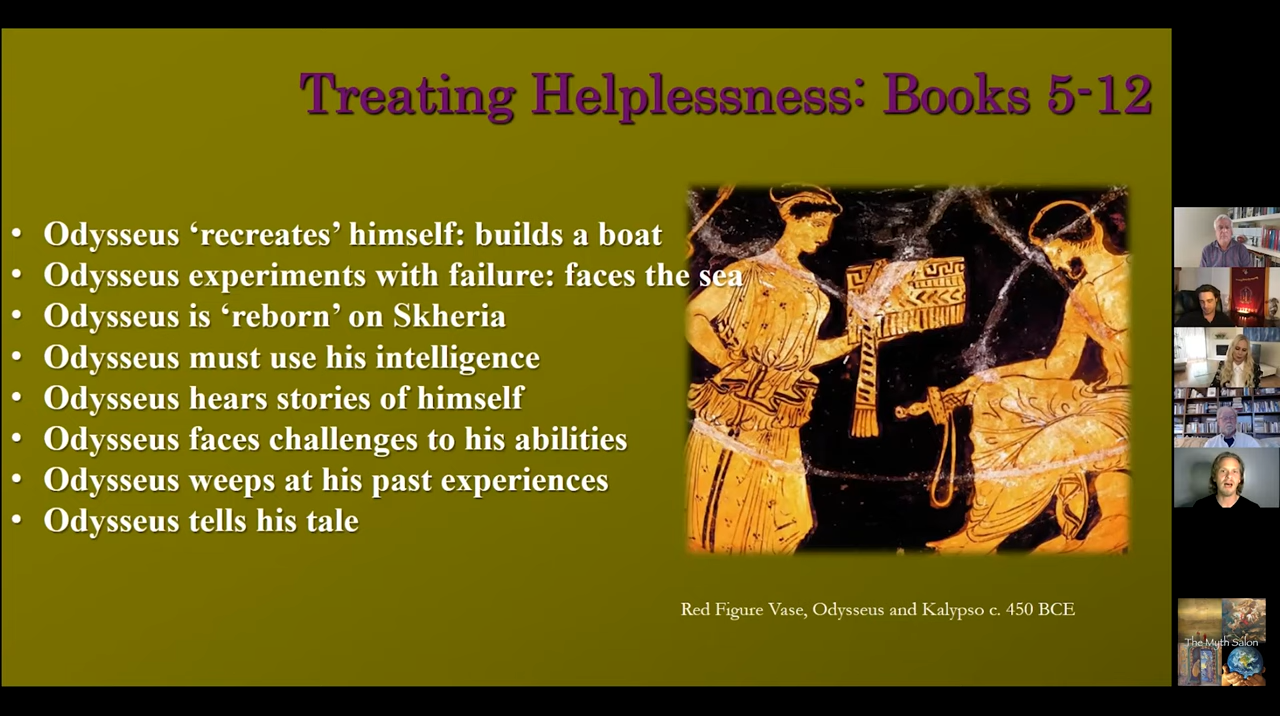 Treating Helplessness: Books 5-12
• Odysseus ‘recreates’ himself: builds a boat
• Odysseus experiments with failure: faces the sea
• Odysseus is ‘reborn’ on Skheria
• Odysseus must use his intelligence
• Odysseus hears stories of himself
• Odysseus faces challenges to his abilities
• Odysseus weeps at his past experiences
• Odysseus tells his tale
Red Figure Vase, Odysseus and Kalypso c. 450 BCE
The Myth Salon